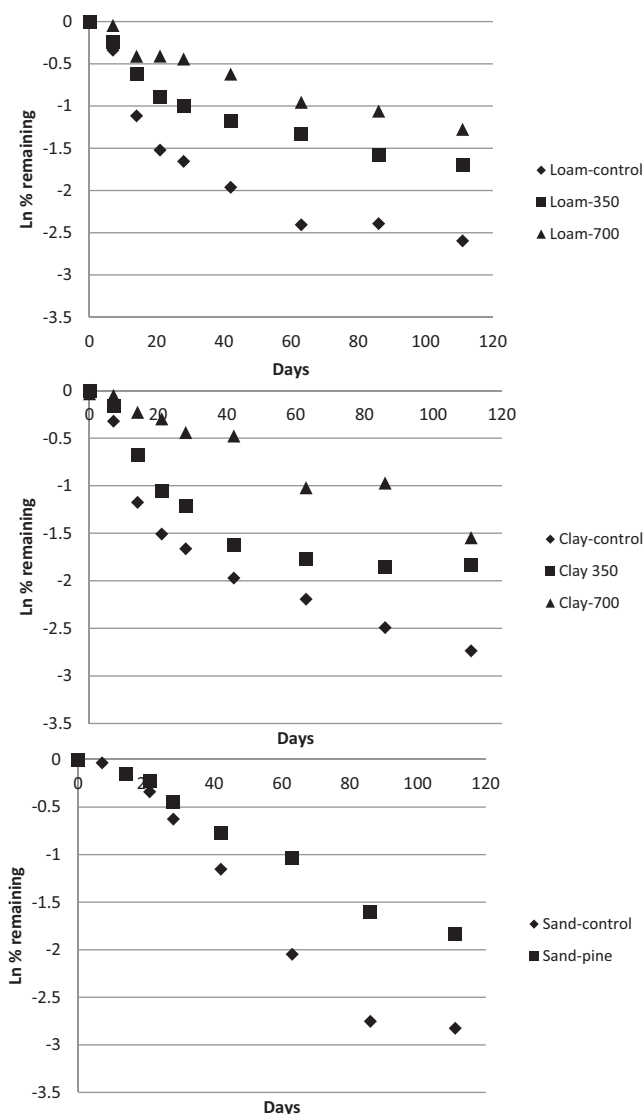 0
-0.5
-1
-1.5
-2
-2.5
-3
-3.5
Ln % remaining
0 20 40 60 80 100 120
Days
Loam-control
Loam-350
Loam-700
0
-0.5
-1
-1.5
-2
-2.5
-3
-3.5
Ln % remaining
0 20 40 60 80 100 120
Days
Clay-control
Clay 350
Clay-700
0
-0.5
-1
-1.5
-2
-2.5
-3
-3.5
Ln % remaining
0 20 40 60 80 100 120
Days
Sand-control
Sand-pine